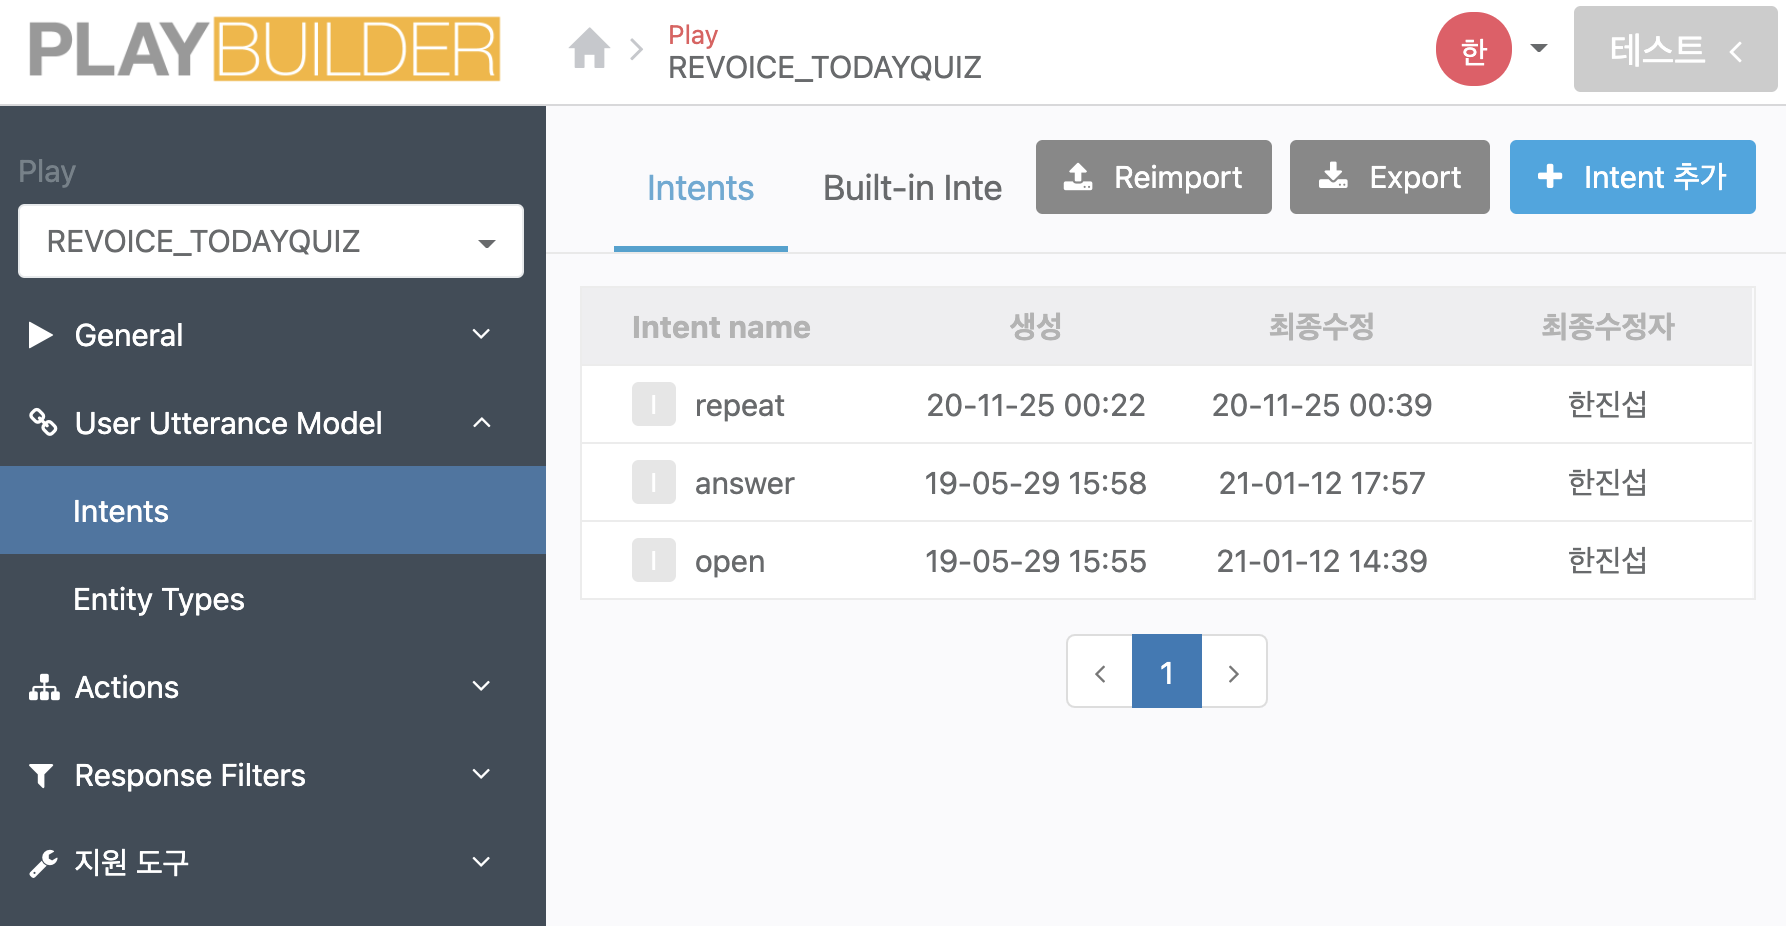 PLAYBUILDER
Play
REVOICE_TODAYQUIZ
한
테스트
Play
REVOICE_TODAYQUIZ
General
User Utterance Model
Intents
Entity Types
Actions
Response Filters
지원 도구
Intents Built-in Inte Reimport Export Intent 추가
Intent name 생성 최종수정 최종수정자
I repeat 20-11-25 00:22 20-11-25 00:39 한진섭
I answer 19-05-29 15:58 21-01-12 17:57 한진섭
I open 19-05-29 15:55 21-01-12 14:39 한진섭
1